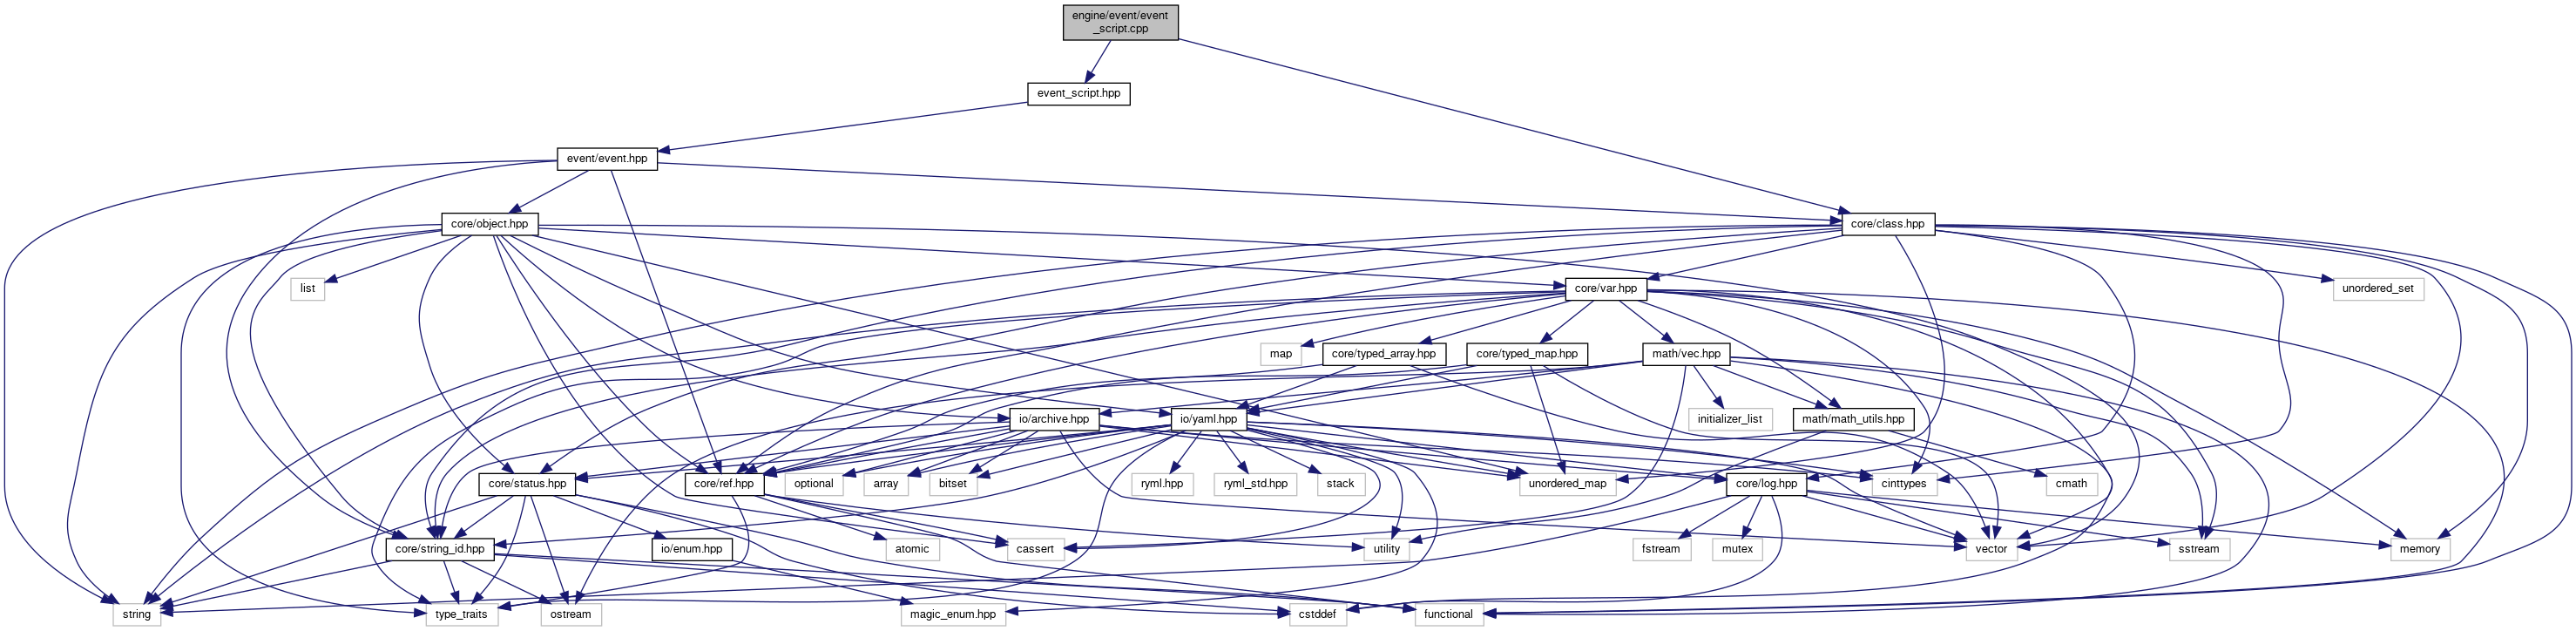 engine/event/event
_script.cpp
event_script.hpp
event/event.hpp
core/object.hpp
core/class.hpp
list
core/var.hpp
unordered_set
map
core/typed_array.hpp
core/typed_map.hpp
math/vec.hpp
io/archive.hpp
io/yaml.hpp
initializer_list
math/math_utils.hpp
core/status.hpp
core/ref.hpp
optional
array
bitset
ryml.hpp
ryml_std.hpp
stack
unordered_map
core/log.hpp
cinttypes
cmath
core/string_id.hpp
io/enum.hpp
atomic
cassert
utility
fstream
mutex
vector
sstream
memory
string
type_traits
ostream
magic_enum.hpp
cstddef
functional